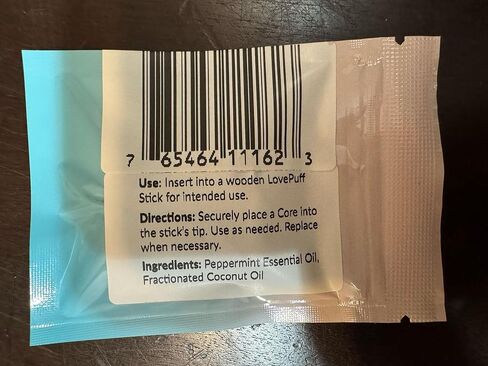 7 65464 11162 3
Use: Insert into a wooden LovePuff
Stick for intended use.
Directions: Securely place a Core into
the stick's tip. Use as needed. Replace
when necessary.
Ingredients: Peppermint Essential Oil,
Fractionated Coconut Oil